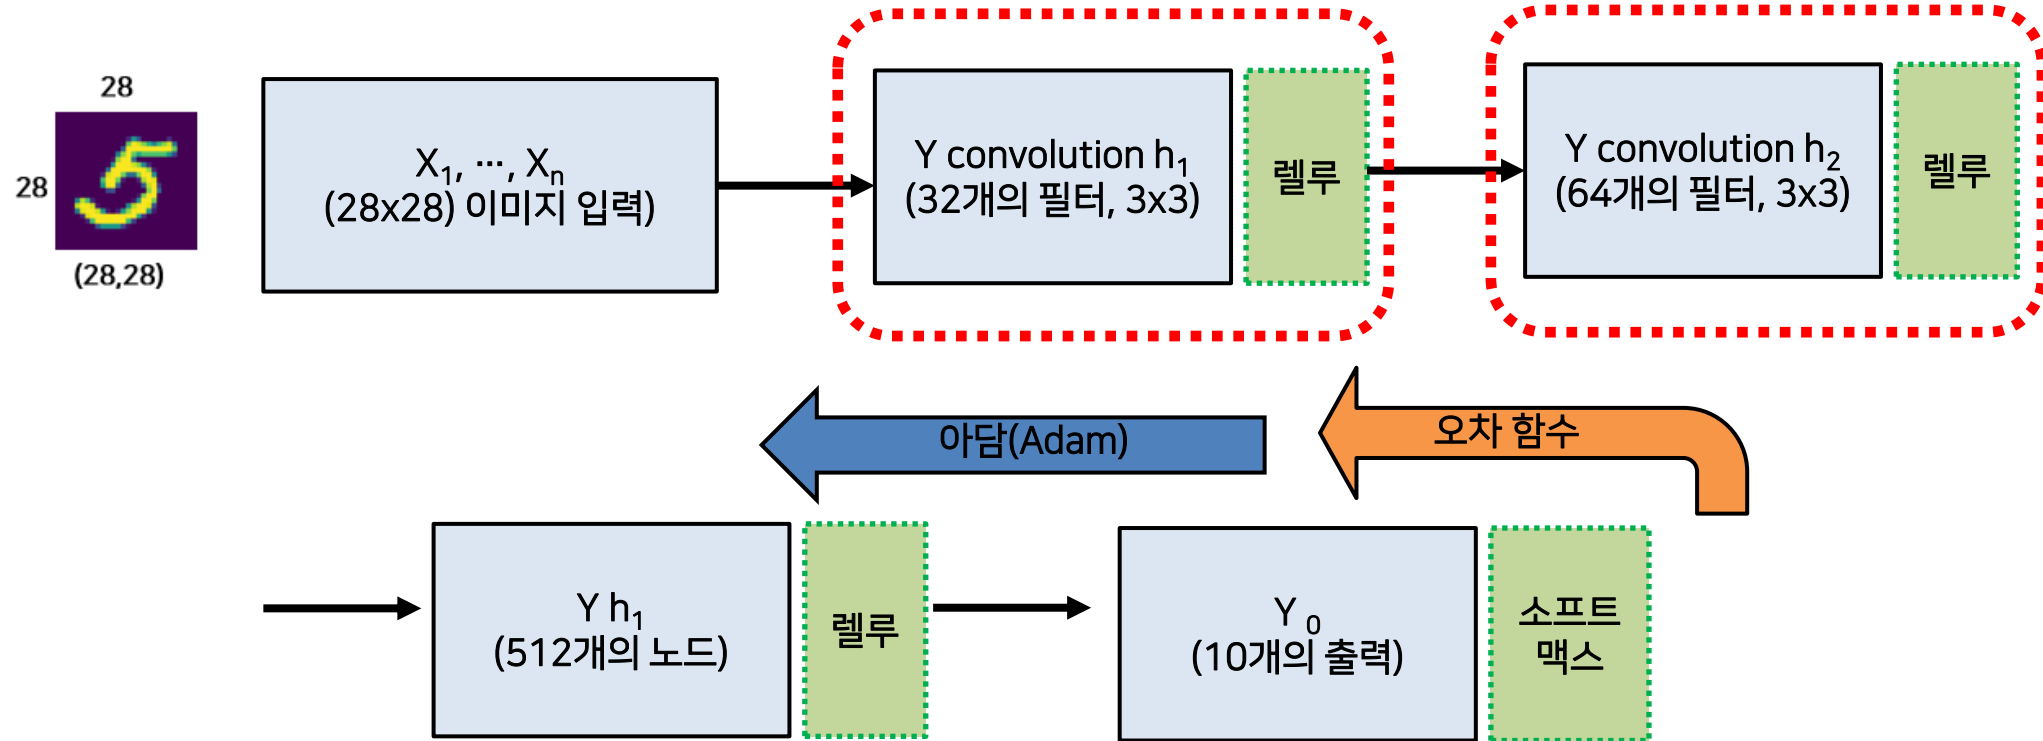 28
28
(28,28)
X1, ···, Xn
(28x28) 이미지 입력)
Y convolution h1
(32개의 필터, 3x3)
렐루
Y convolution h2
(64개의 필터, 3x3)
렐루
아담(Adam)
오차 함수
Y h1
(512개의 노드)
렐루
Y 0
(10개의 출력)
소프트
맥스